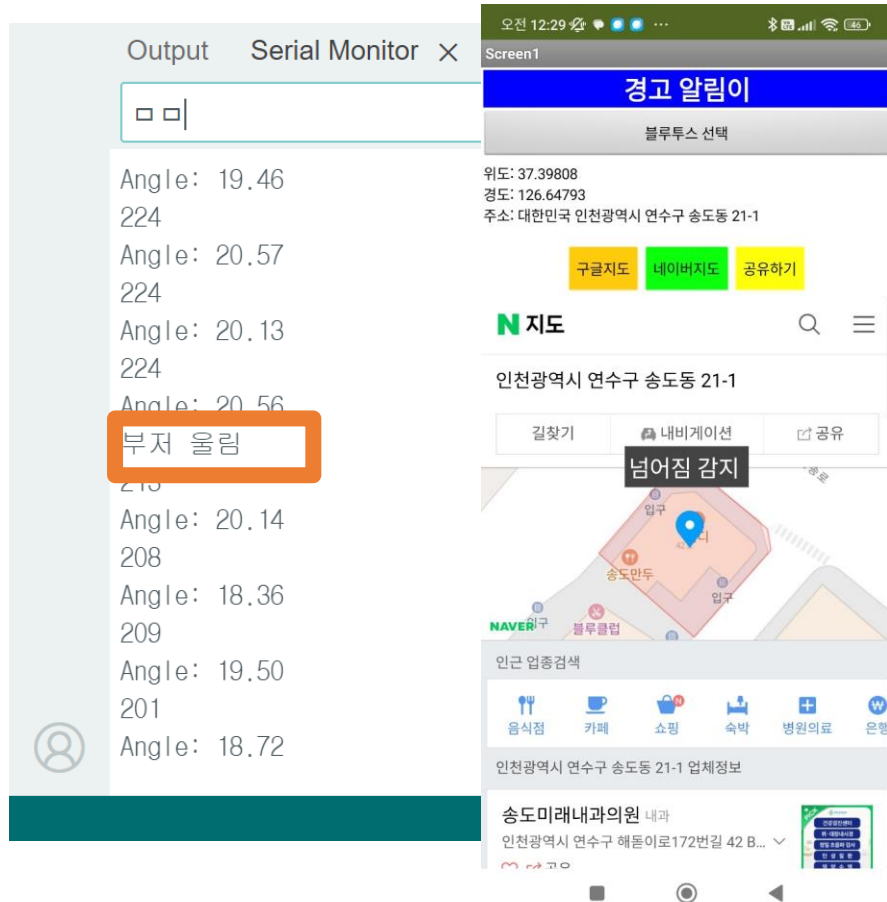 Output Serial Monitor ×
ㅁㅁ
Angle: 19.46
224
Angle: 20.57
224
Angle: 20.13
224
Angle: 20.56
부저 울림
213
Angle: 20.14
208
Angle: 18.36
209
Angle: 19.50
201
Angle: 18.72
오전 12:29
46
Screen1
경고 알림이
블루투스 선택
위도: 37.39808
경도: 126.64793
주소: 대한민국 인천광역시 연수구 송도동 21-1
구글지도 네이버지도 공유하기
N 지도
인천광역시 연수구 송도동 21-1
길찾기 내비게이션 공유
넘어짐 감지
입구
송도만두
입구
블루클럽
NAVER
인근 업종검색
음식점 카페 쇼핑 숙박 병원의료 은행
인천광역시 연수구 송도동 21-1 업체정보
송도미래내과의원 내과
인천광역시 연수구 해돋이로172번길 42 B...
공유